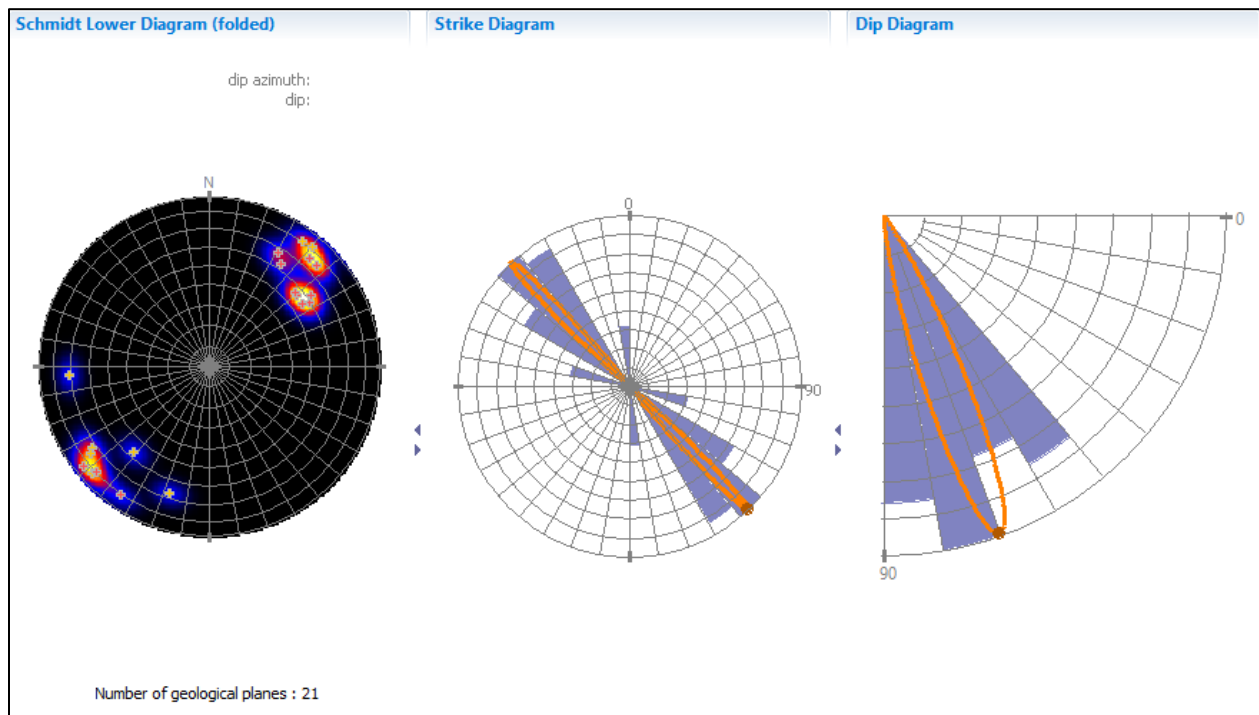 Schmidt Lower Diagram (folded)
Strike Diagram
Dip Diagram
dip azimuth:
dip:
N
0
90
0
90
Number of geological planes : 21